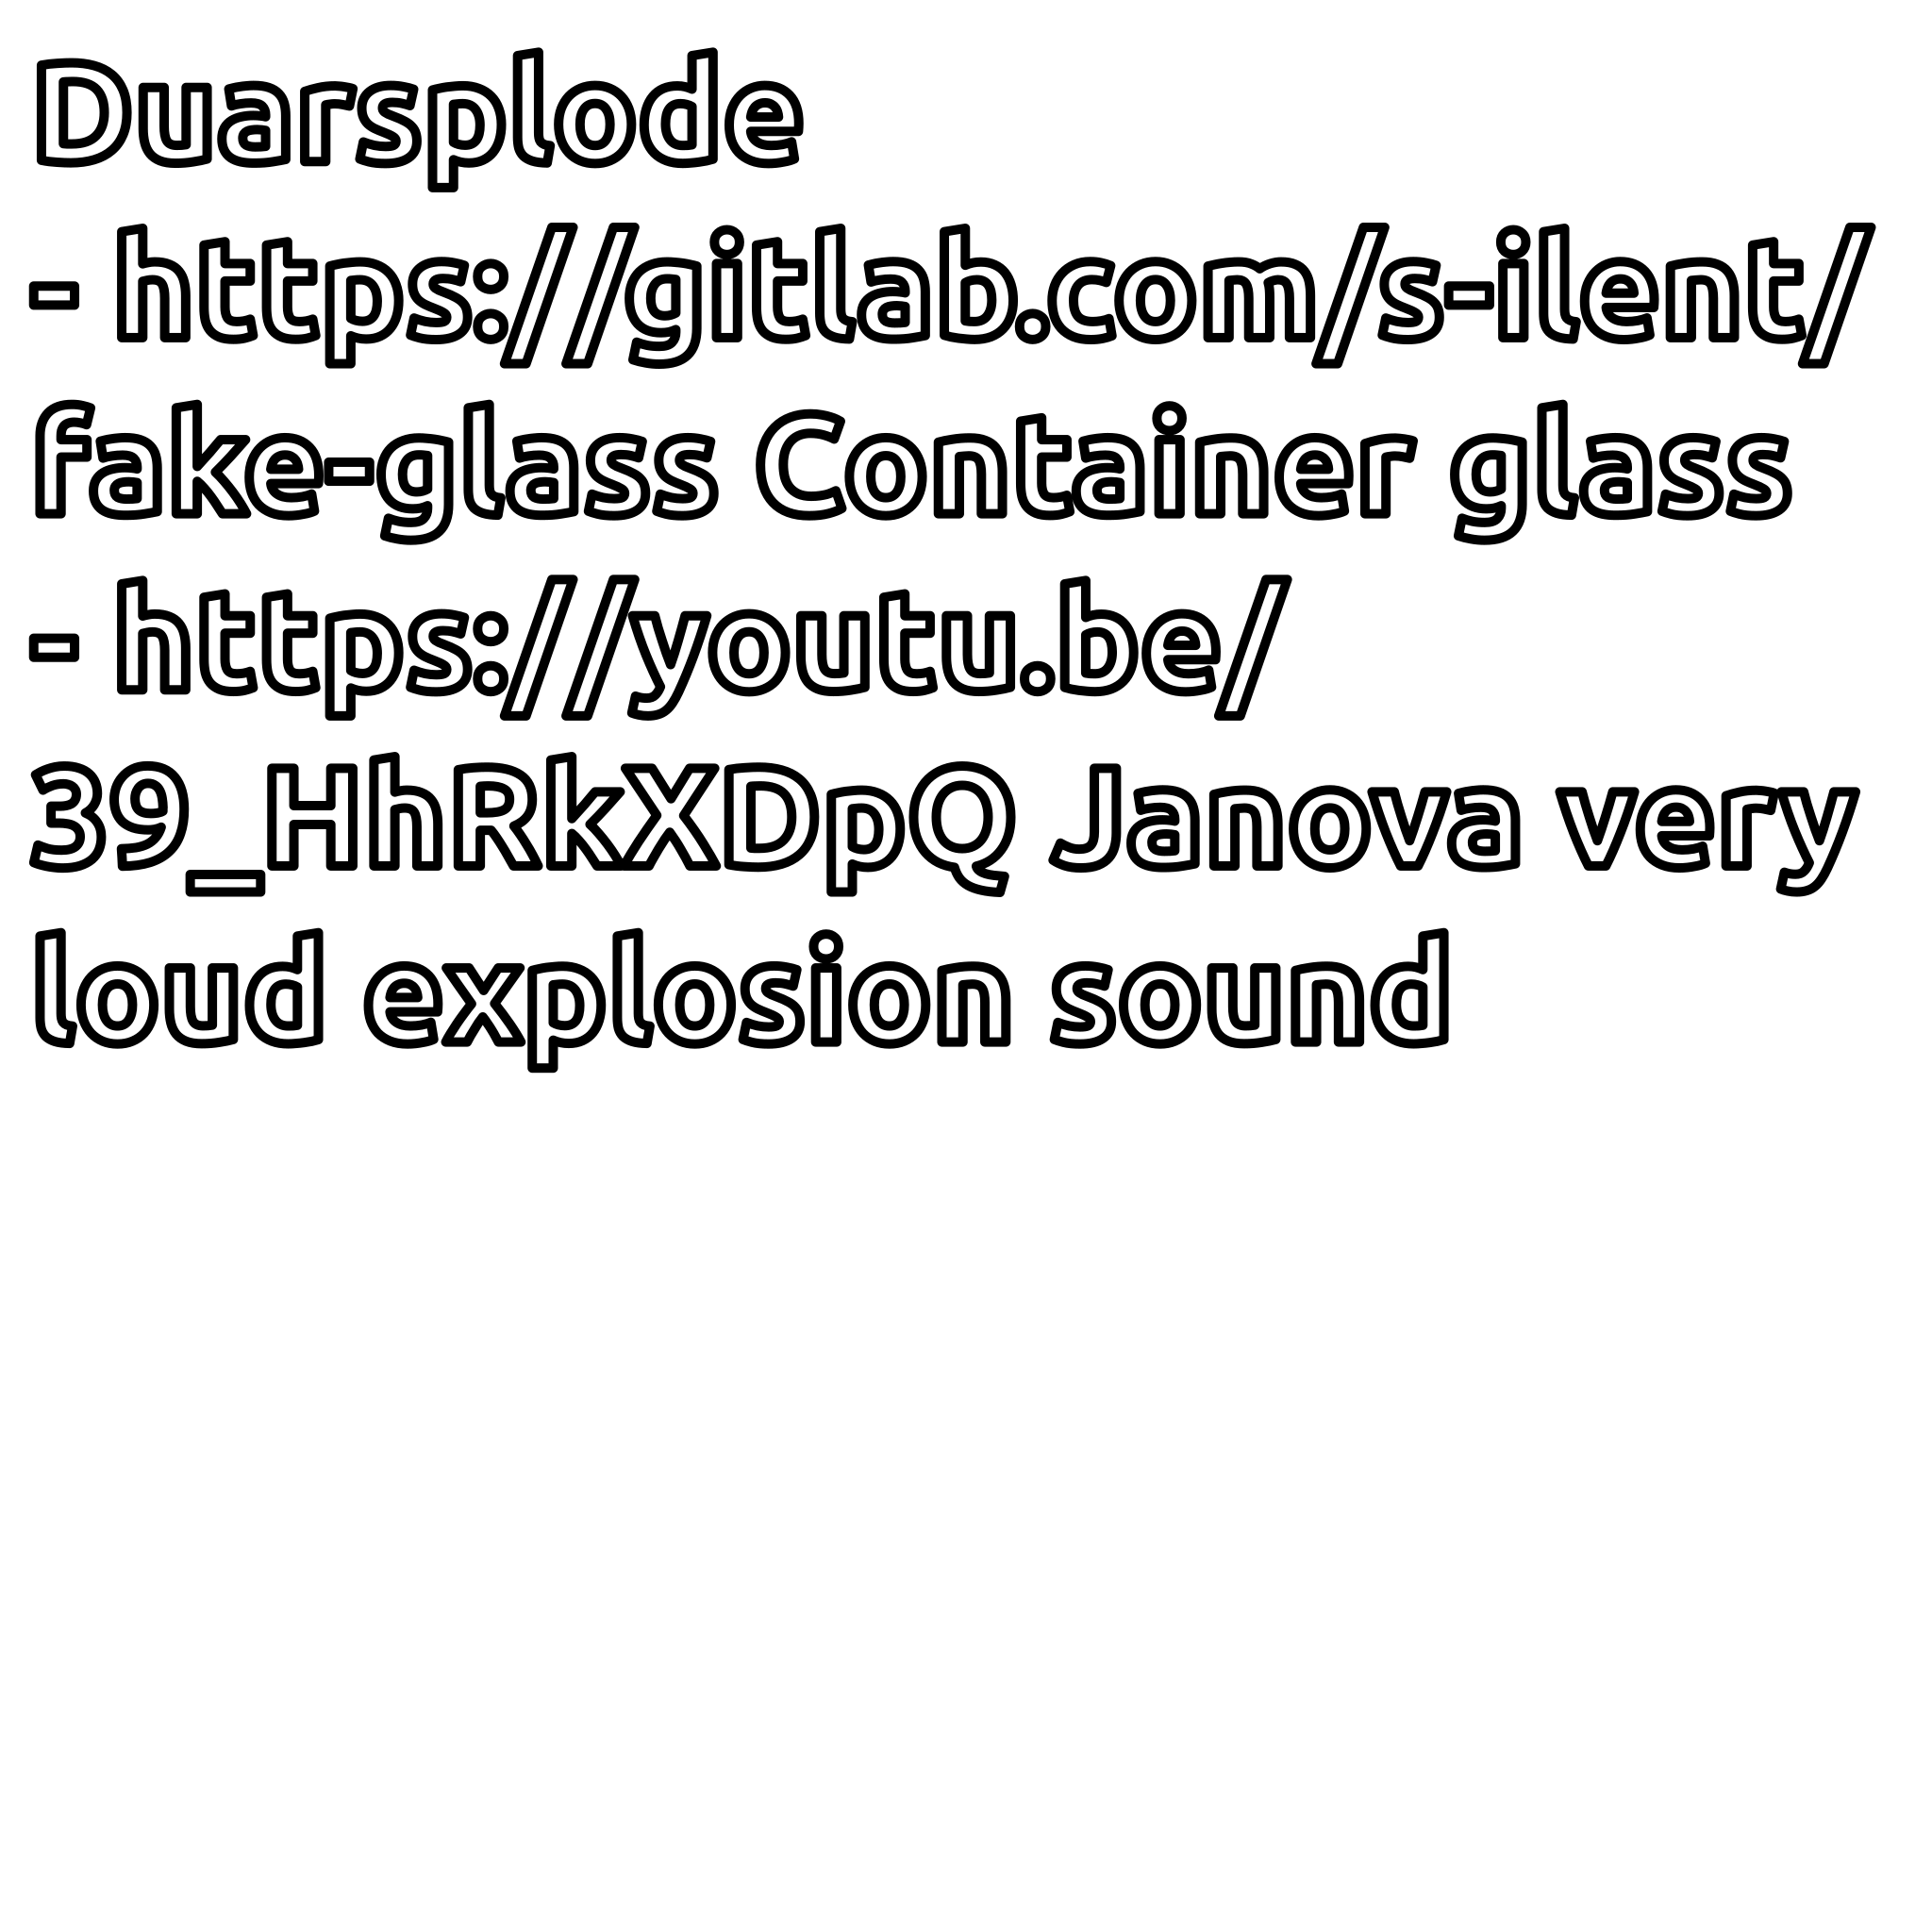 Duarsplode
- https://gitlab.com/s-ilent/
fake-glass Container glass
- https://youtu.be/
39_HhRkXDpQ Janova very
loud explosion sound